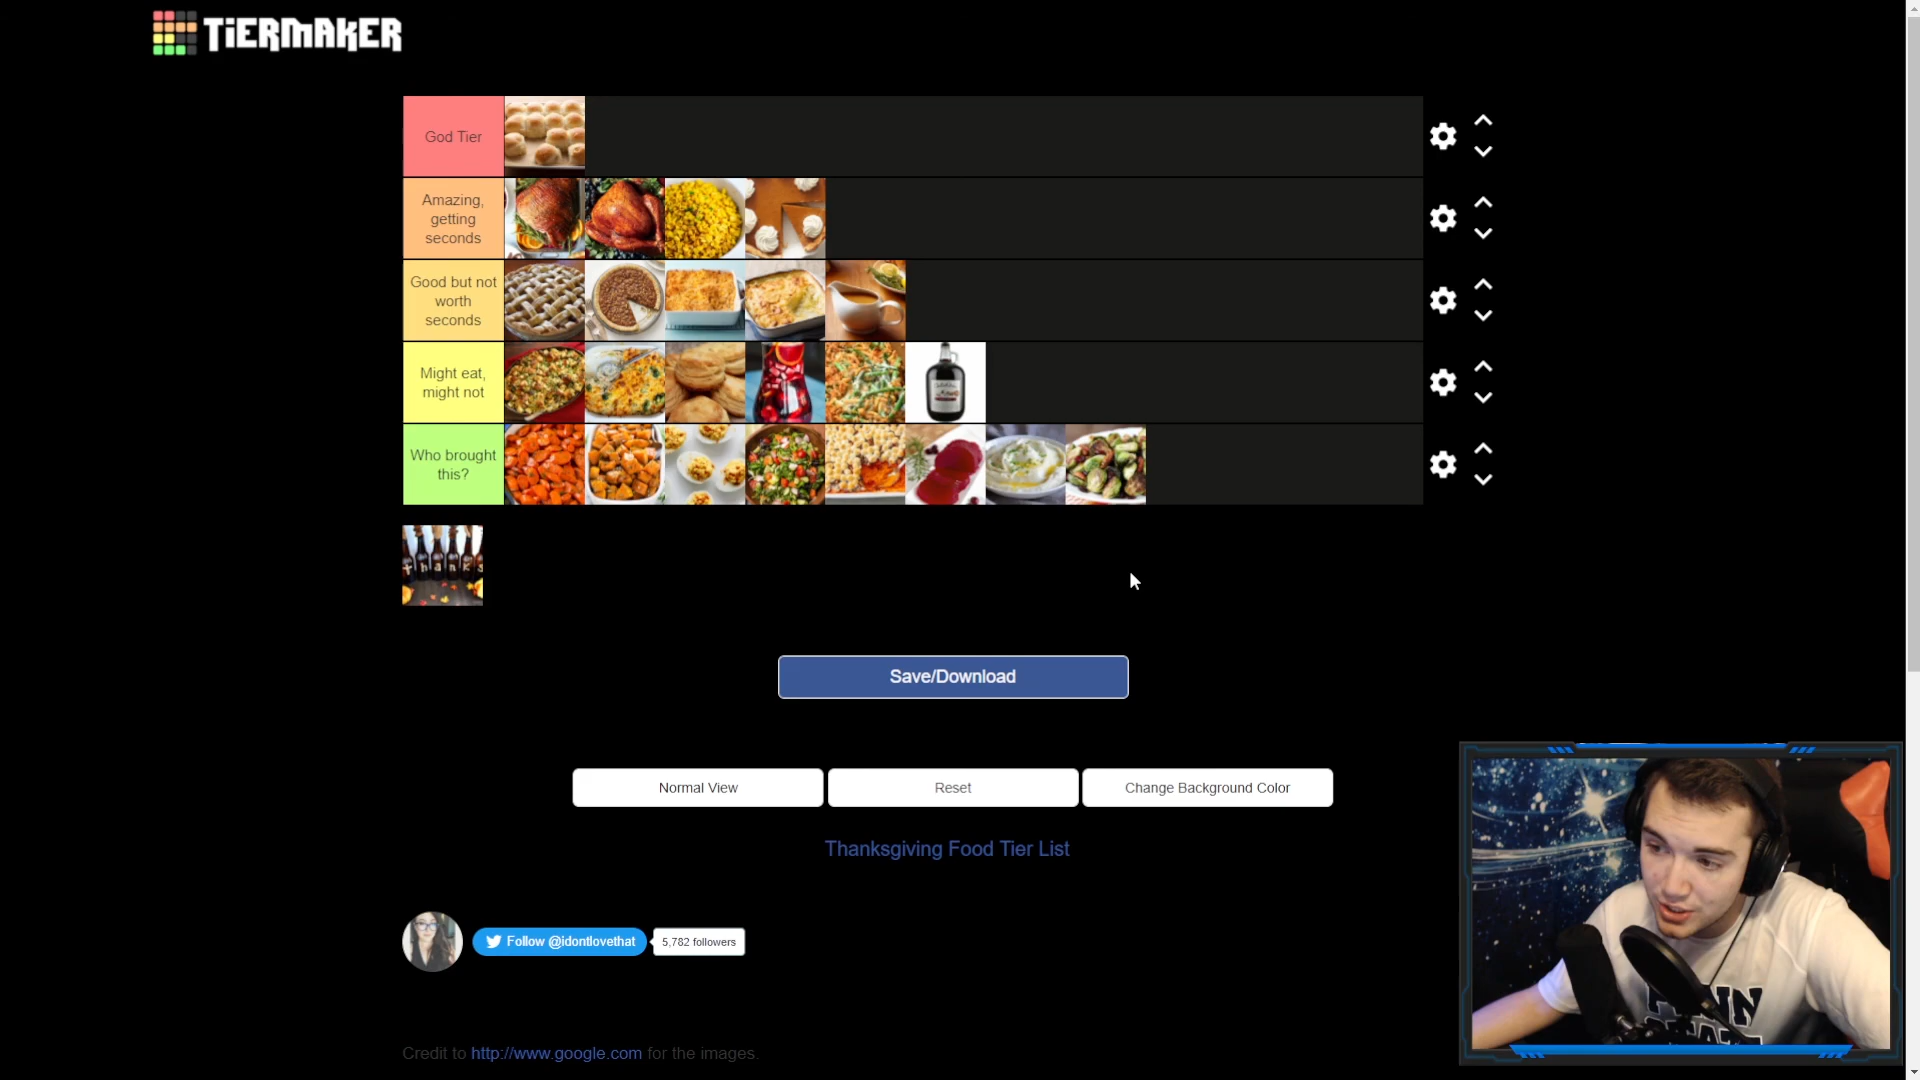 TiERMAKER
God Tier
Amazing,
getting
seconds
Good but not
worth
seconds
Might eat,
might not
Who brought
this?
thanks
Save/Download
Normal View
Reset
Change Background Color
Thanksgiving Food Tier List
Follow @idontlovethat
5,782 followers
Credit to http://www.google.com for the images.